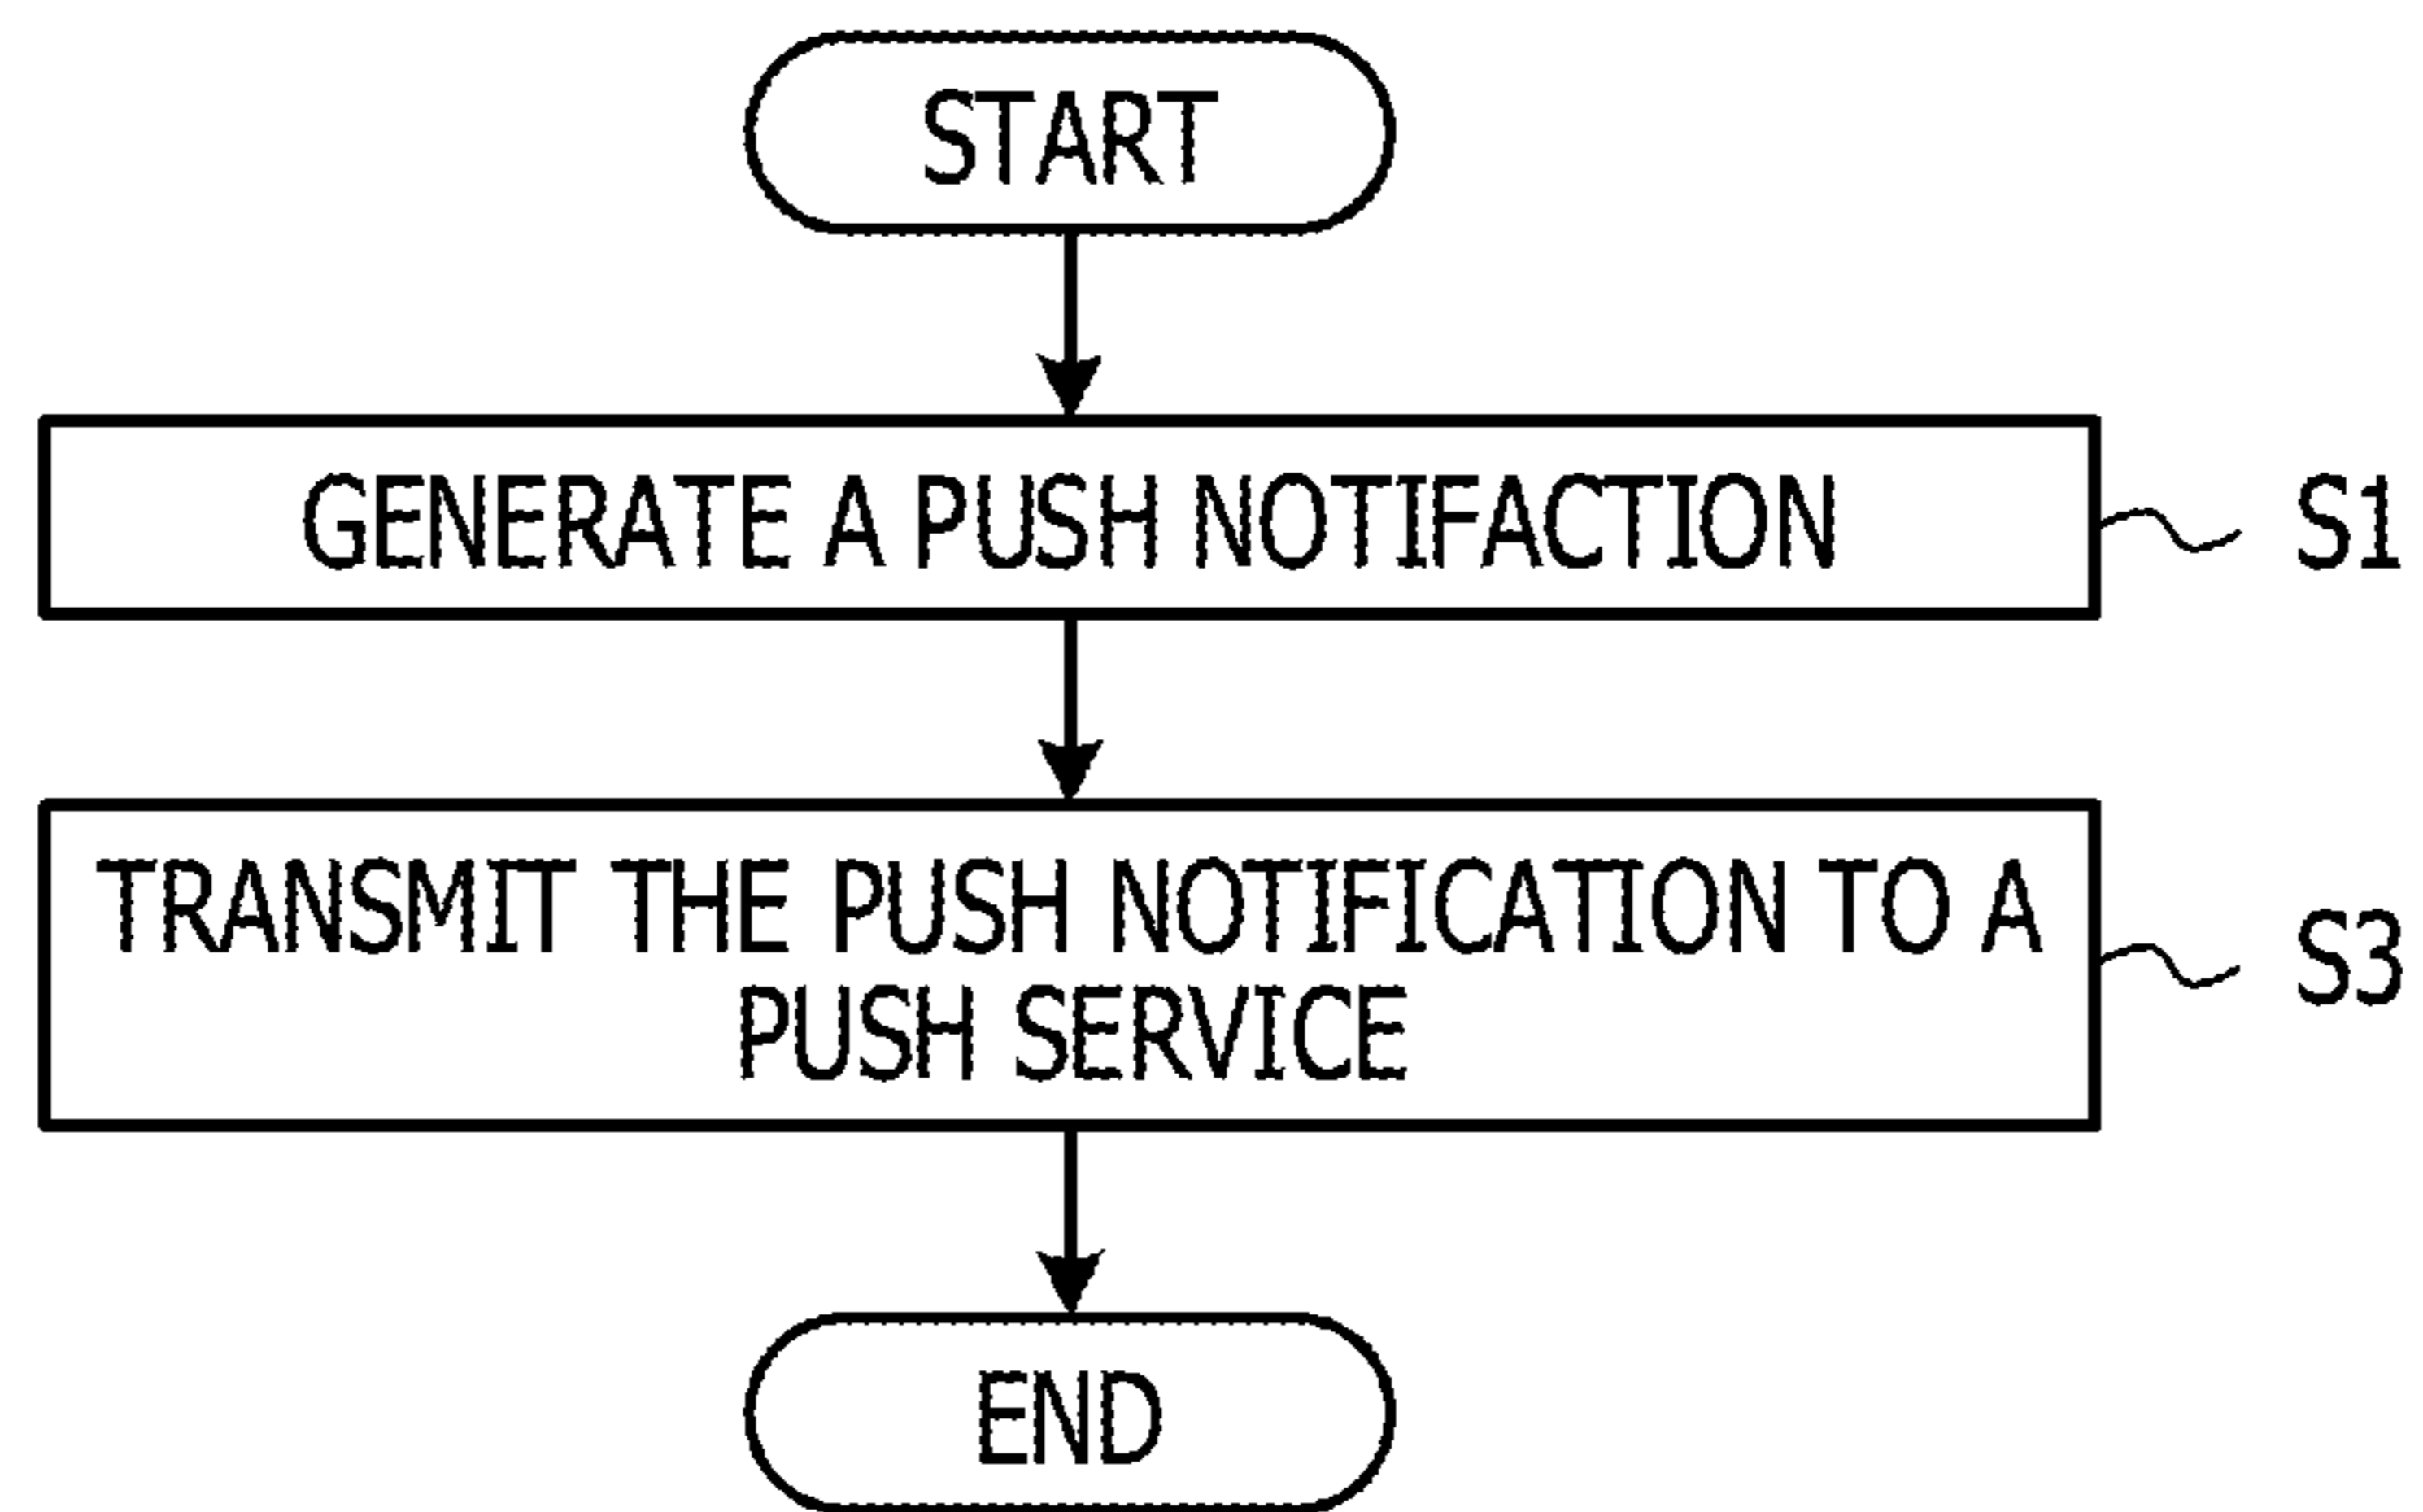 START
GENERATE A PUSH NOTIFACTION
S1
TRANSMIT THE PUSH NOTIFICATION TO A
PUSH SERVICE
S3
END